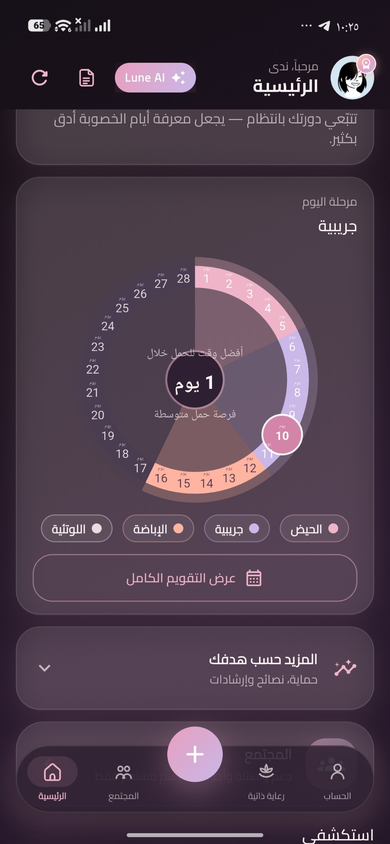 ١٠:٢٥
65
مرحباً، ندى
الرئيسية
Lune AI
تتبّعي دورتك بانتظام — يجعل معرفة أيام الخصوبة أدق
بكثير.
مرحلة اليوم
جريبية
1
2
3
4
5
6
7
8
9
10
11
12
13
14
15
16
17
18
19
20
21
22
23
24
25
26
27
28
أفضل وقت للحمل خلال
1 يوم
فرصة حمل متوسطة
الحيض
جريبية
الإباضة
اللوتئية
عرض التقويم الكامل
المزيد حسب هدفك
حماية، نصائح وإرشادات
المجتمع
الحساب
رعاية ذاتية
المجتمع
الرئيسية
استكشفي